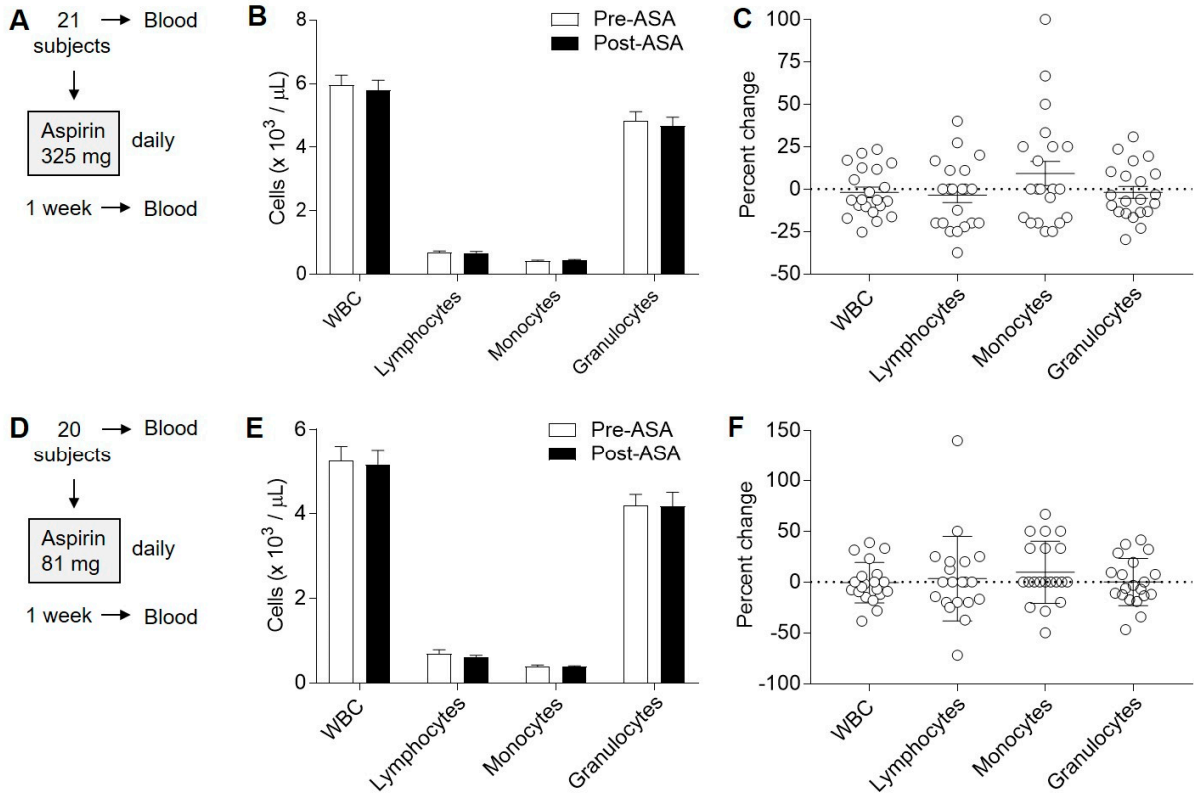 A
21 → Blood
subjects
Aspirin
325 mg
daily
1 week → Blood
B
Pre-ASA
Post-ASA
Cells (x 10³ / μL)
8
6
4
2
0
WBC
Lymphocytes
Monocytes
Granulocytes
C
Percent change
100
75
50
25
0
-25
-50
WBC
Lymphocytes
Monocytes
Granulocytes
D
20 → Blood
subjects
Aspirin
81 mg
daily
1 week → Blood
E
Pre-ASA
Post-ASA
Cells (x 10³ / μL)
6
4
2
0
WBC
Lymphocytes
Monocytes
Granulocytes
F
Percent change
150
100
50
0
-50
-100
WBC
Lymphocytes
Monocytes
Granulocytes